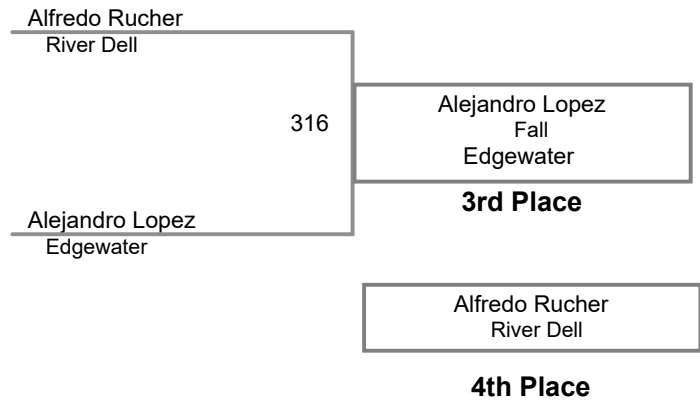 Alfredo Rucher
River Dell
316
Alejandro Lopez
Fall
Edgewater
3rd Place
Alejandro Lopez
Edgewater
Alfredo Rucher
River Dell
4th Place